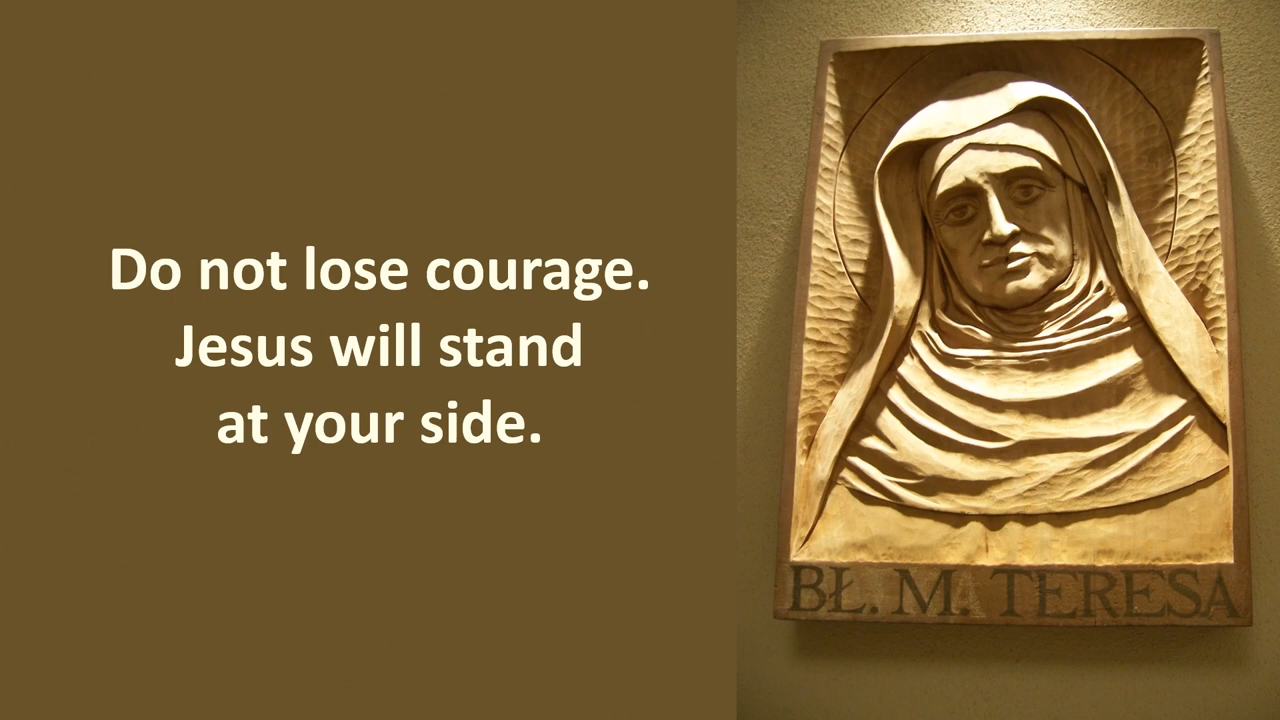 Do not lose courage.
Jesus will stand
at your side.
BŁ. M. TERESA